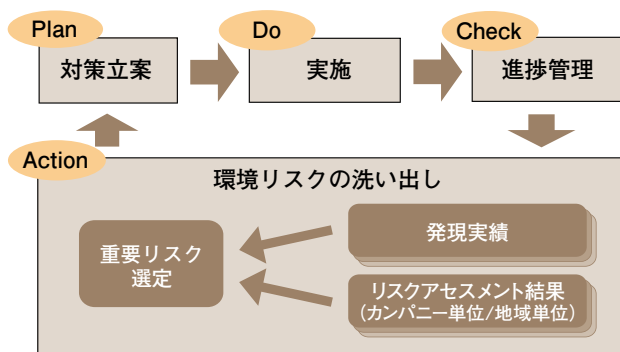 Plan
対策立案
Do
実施
Check
進捗管理
Action
環境リスクの洗い出し
重要リスク
選定
発現実績
リスクアセスメント結果
(カンパニー単位/地域単位)